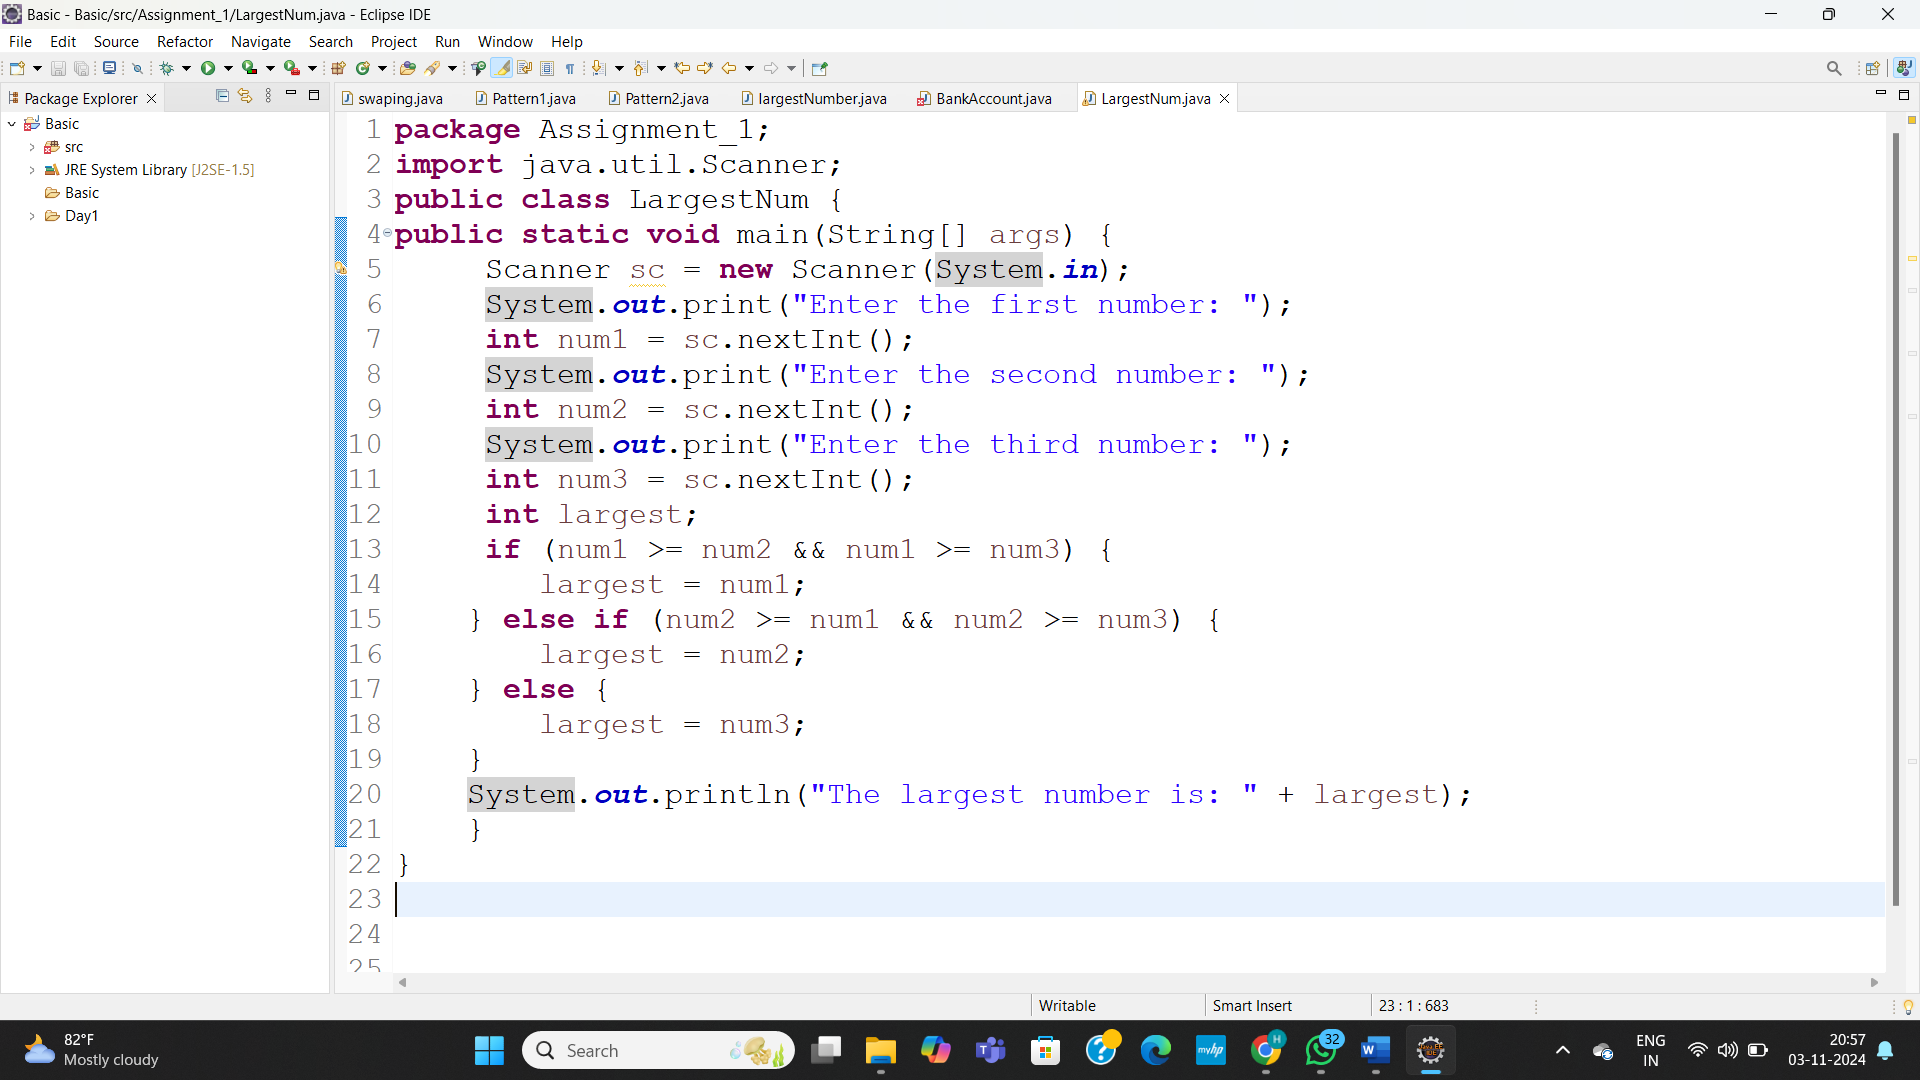 Basic - Basic/src/Assignment_1/LargestNum.java - Eclipse IDE
File Edit Source Refactor Navigate Search Project Run Window Help
Package Explorer
swaping.java Pattern1.java Pattern2.java largestNumber.java BankAccount.java LargestNum.java
Basic
src
JRE System Library [J2SE-1.5]
Basic
Day1
1 package Assignment_1;
2 import java.util.Scanner;
3 public class LargestNum {
4 public static void main(String[] args) {
5 Scanner sc = new Scanner(System.in);
6 System.out.print("Enter the first number: ");
7 int num1 = sc.nextInt();
8 System.out.print("Enter the second number: ");
9 int num2 = sc.nextInt();
10 System.out.print("Enter the third number: ");
11 int num3 = sc.nextInt();
12 int largest;
13 if (num1 >= num2 && num1 >= num3) {
14 largest = num1;
15 } else if (num2 >= num1 && num2 >= num3) {
16 largest = num2;
17 } else {
18 largest = num3;
19 }
20 System.out.println("The largest number is: " + largest);
21 }
22 }
23
24
25
Writable Smart Insert 23 : 1 : 683
82°F
Mostly cloudy
Search
myhp
H
32
ENG
IN
20:57
03-11-2024